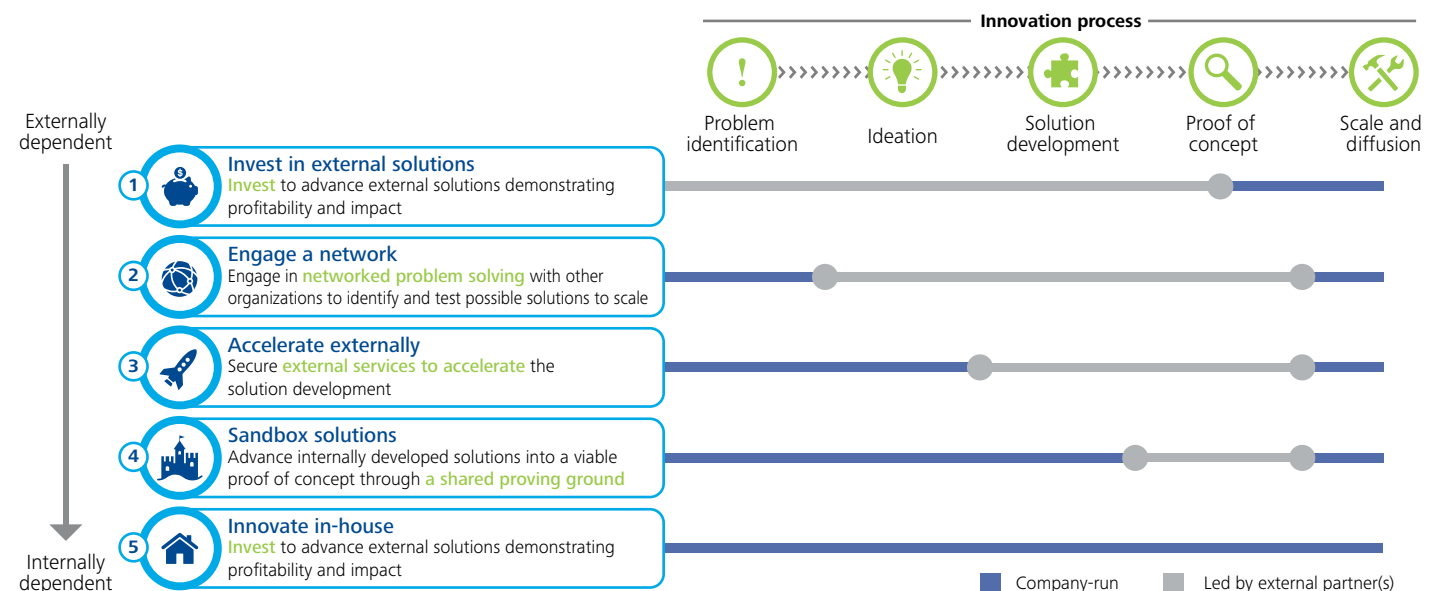 Innovation process
Problem
identification
Ideation
Solution
development
Proof of
concept
Scale and
diffusion
Externally
dependent
1
$
Invest in external solutions
Invest to advance external solutions demonstrating
profitability and impact
2
Engage a network
Engage in networked problem solving with other
organizations to identify and test possible solutions to scale
3
Accelerate externally
Secure external services to accelerate the
solution development
4
Sandbox solutions
Advance internally developed solutions into a viable
proof of concept through a shared proving ground
5
Innovate in-house
Invest to advance external solutions demonstrating
profitability and impact
Internally
dependent
Company-run
Led by external partner(s)